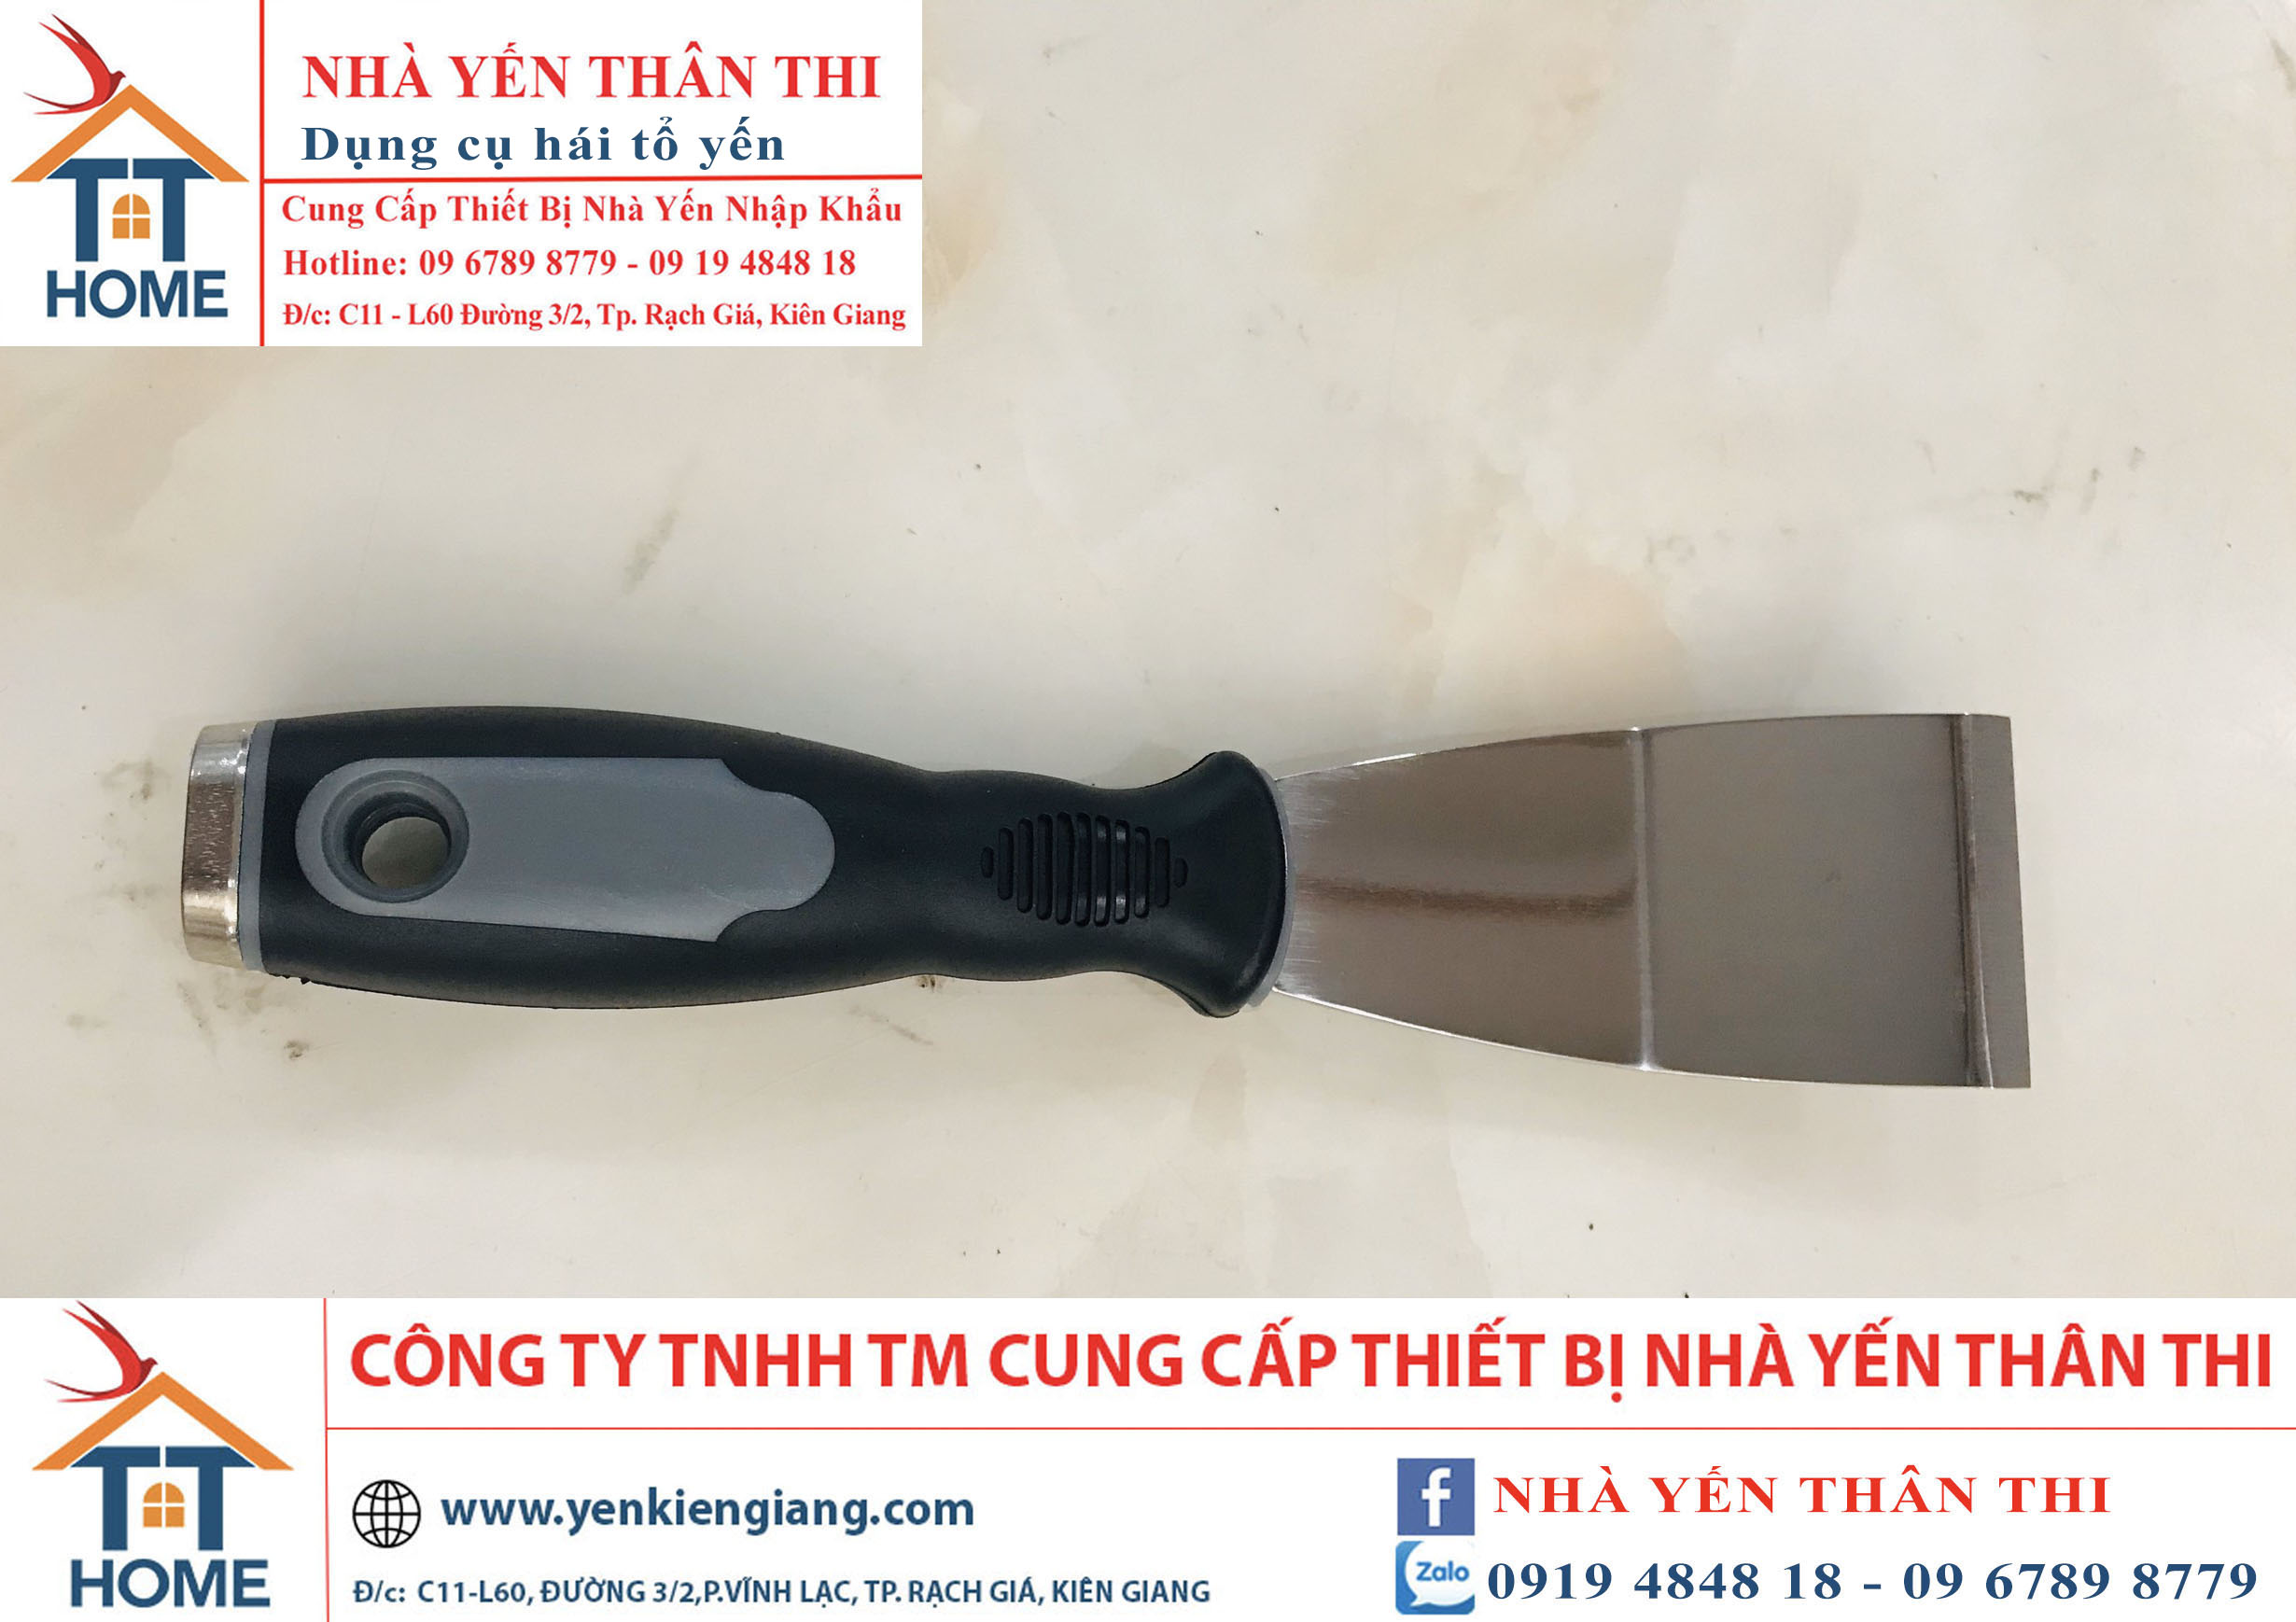 NHÀ YẾN THÂN THI
Dụng cụ hái tổ yến
TT
HOME
Cung Cấp Thiết Bị Nhà Yến Nhập Khẩu
Hotline: 09 6789 8779 - 09 19 4848 18
Đ/c: C11 - L60 Đường 3/2, Tp. Rạch Giá, Kiên Giang
CÔNG TY TNHH TM CUNG CẤP THIẾT BỊ NHÀ YẾN THÂN THI
TT
HOME
www.yenkiengiang.com
Đ/c: C11-L60, ĐƯỜNG 3/2,P.VĨNH LẠC, TP. RẠCH GIÁ, KIÊN GIANG
f NHÀ YẾN THÂN THI
Zalo 0919 4848 18 - 09 6789 8779